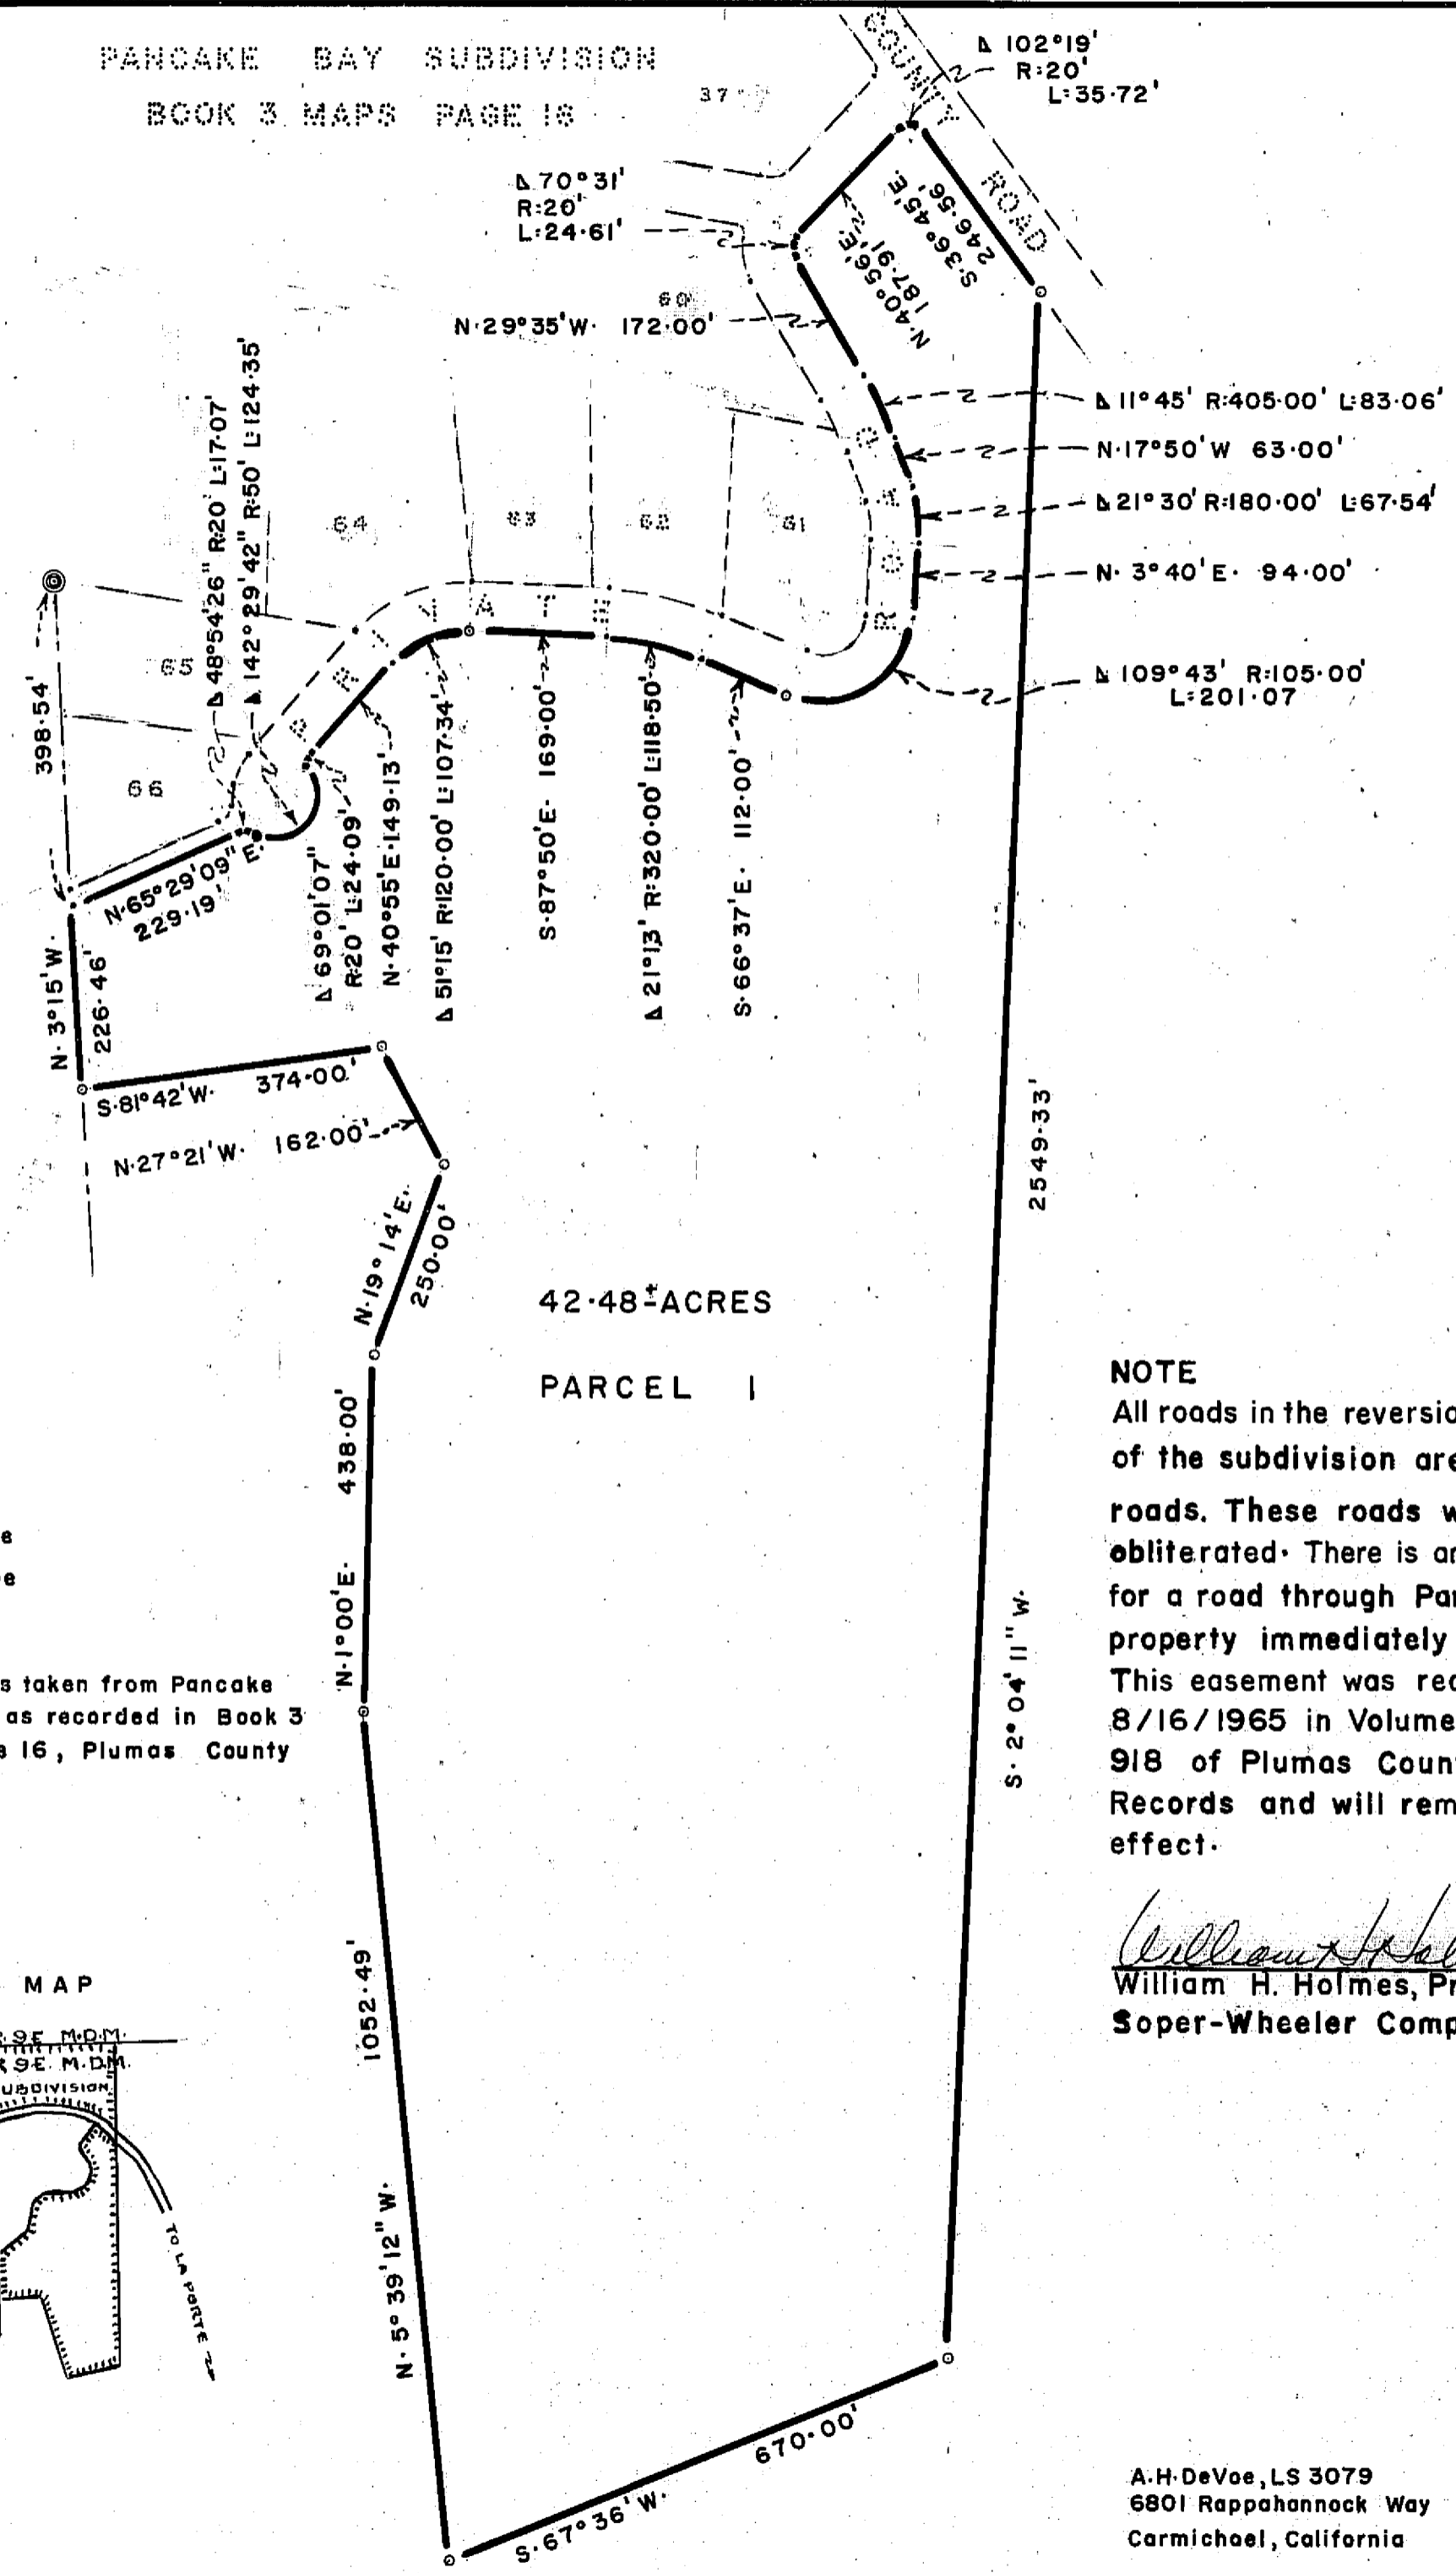 PANCAKE BAY SUBDIVISION
BOOK 3 MAPS PAGE 16
37
COUNTY ROAD
Δ 102°19'
R:20'
L:35.72'
Δ 70°31'
R:20'
L:24.61'
S.36°45'E.
246.56'
N.40°56'E.
187.91'
60
N.29°35'W. 172.00'
Δ 11°45' R:405.00' L:83.06'
N.17°50'W 63.00'
Δ 21°30' R:180.00' L:67.54'
N. 3°40'E. 94.00'
Δ 109°43' R:105.00'
L:201.07
PRIVATE
ROAD
64
63
62
61
65
66
398.54'
Δ 48°54'26" R:20' L:17.07'
Δ 142°29'42" R:50' L:124.35'
N.65°29'09" E.
229.19'
Δ 69°01'07"
R:20' L:24.09'
N.40°55'E.149.13'
Δ 51°15' R:120.00' L:107.34'
S.87°50'E. 169.00'
Δ 21°13' R:320.00' L:118.50'
S.66°37'E. 112.00'
N. 3°15'W.
226.46'
S.81°42'W. 374.00'
N.27°21'W. 162.00'
N.19°14'E.
250.00'
42.48± ACRES
PARCEL 1
2549.33'
S. 2°04'11" W.
438.00'
N.1°00'E.
1052.49'
N. 5°39'12" W.
S.67°36'W.
670.00'
NOTE
All roads in the reversio
of the subdivision are
roads. These roads w
obliterated. There is an
for a road through Par
property immediately
This easement was rec
8/16/1965 in Volume
918 of Plumas Coun
Records and will rem
effect.
William H. Hol
William H. Holmes, Pr
Soper-Wheeler Comp
e
e
s taken from Pancake
as recorded in Book 3
e 16, Plumas County
MAP
R.9E. M.D.M.
R9E. M.D.M.
UBDIVISION
TO LA PORTE
A.H.DeVoe, LS 3079
6801 Rappahannock Way
Carmichael, California